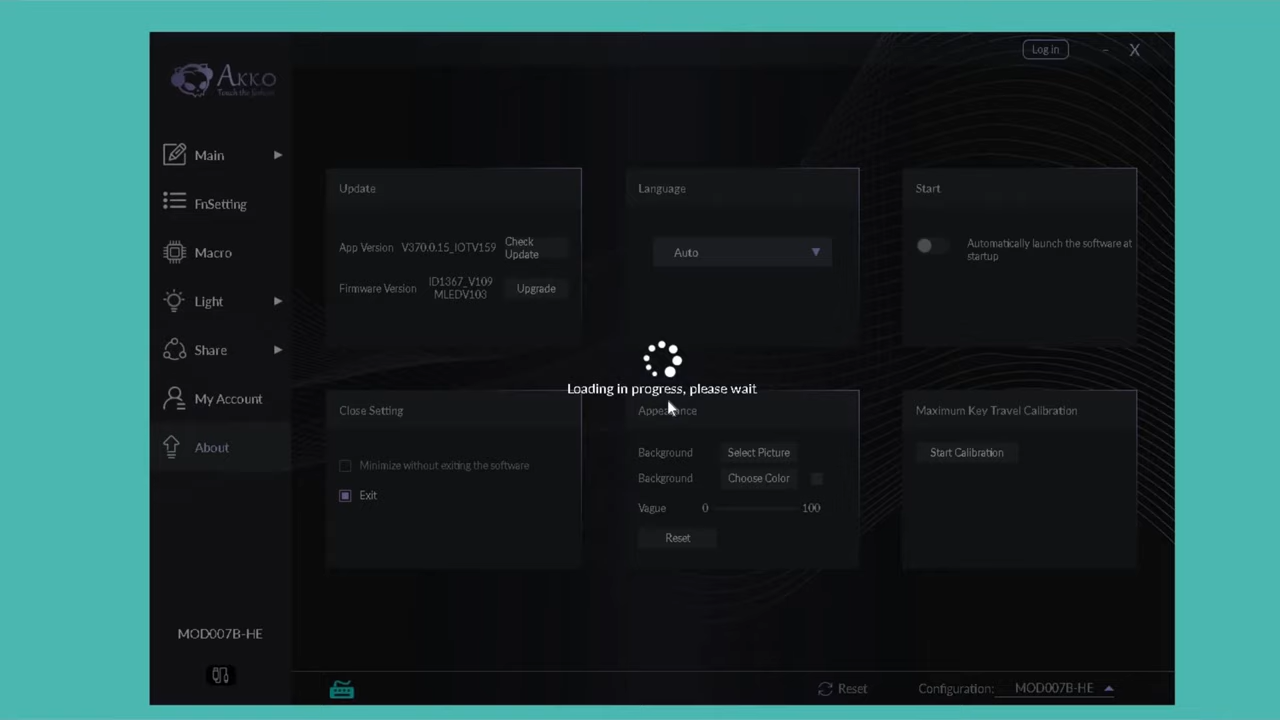 Log in
X
AKKO
Main
FnSetting
Macro
Light
Share
My Account
About
MOD007B-HE
Update
App Version V370.0.15_IOTV159 Check
Update
Firmware Version ID1367_V109
MLEDV103 Upgrade
Language
Auto
Start
Automatically launch the software at
startup
Loading in progress, please wait
Close Setting
Minimize without exiting the software
Exit
Appearance
Background Select Picture
Background Choose Color
Vague 0 100
Reset
Maximum Key Travel Calibration
Start Calibration
Reset
Configuration: MOD007B-HE